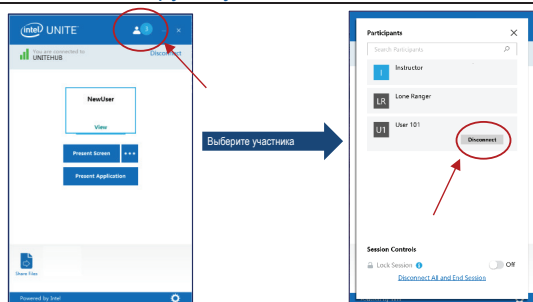 intel UNITE
3
You are connected to
UNITEHUB
Disconnect
NewUser
View
Present Screen
Present Application
Share Files
Powered by Intel
Выберите участника
Participants
Search Participants
I Instructor
LR Lone Ranger
U1 User 101
Disconnect
Session Controls
Lock Session
Off
Disconnect All and End Session